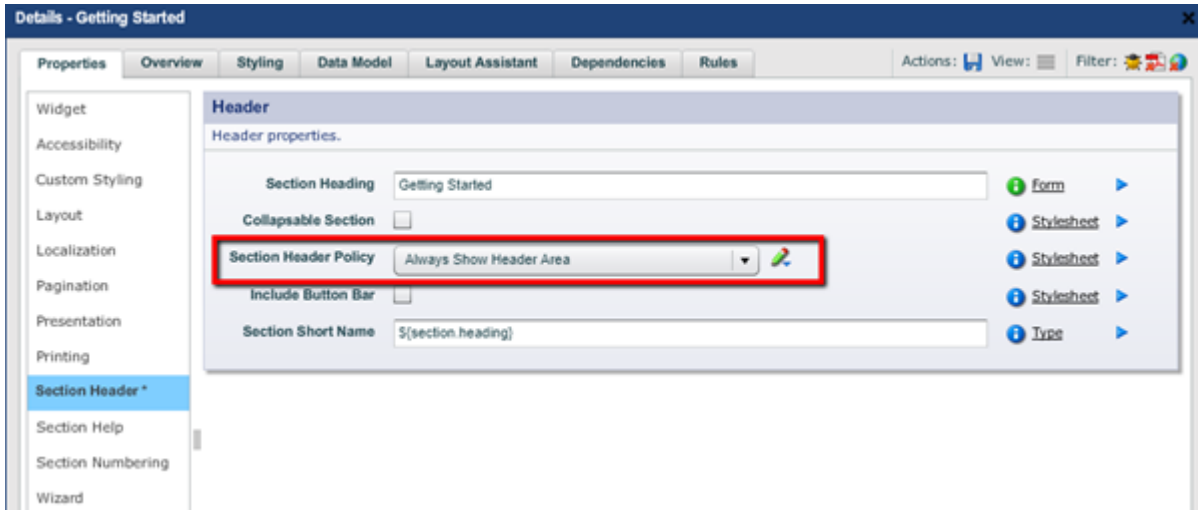 Details - Getting Started
Properties Overview Styling Data Model Layout Assistant Dependencies Rules Actions: View: Filter:
Widget
Accessibility
Custom Styling
Layout
Localization
Pagination
Presentation
Printing
Section Header *
Section Help
Section Numbering
Wizard
Header
Header properties.
Section Heading Getting Started Form
Collapsable Section Stylesheet
Section Header Policy Always Show Header Area Stylesheet
Include Button Bar Stylesheet
Section Short Name ${section.heading} Type